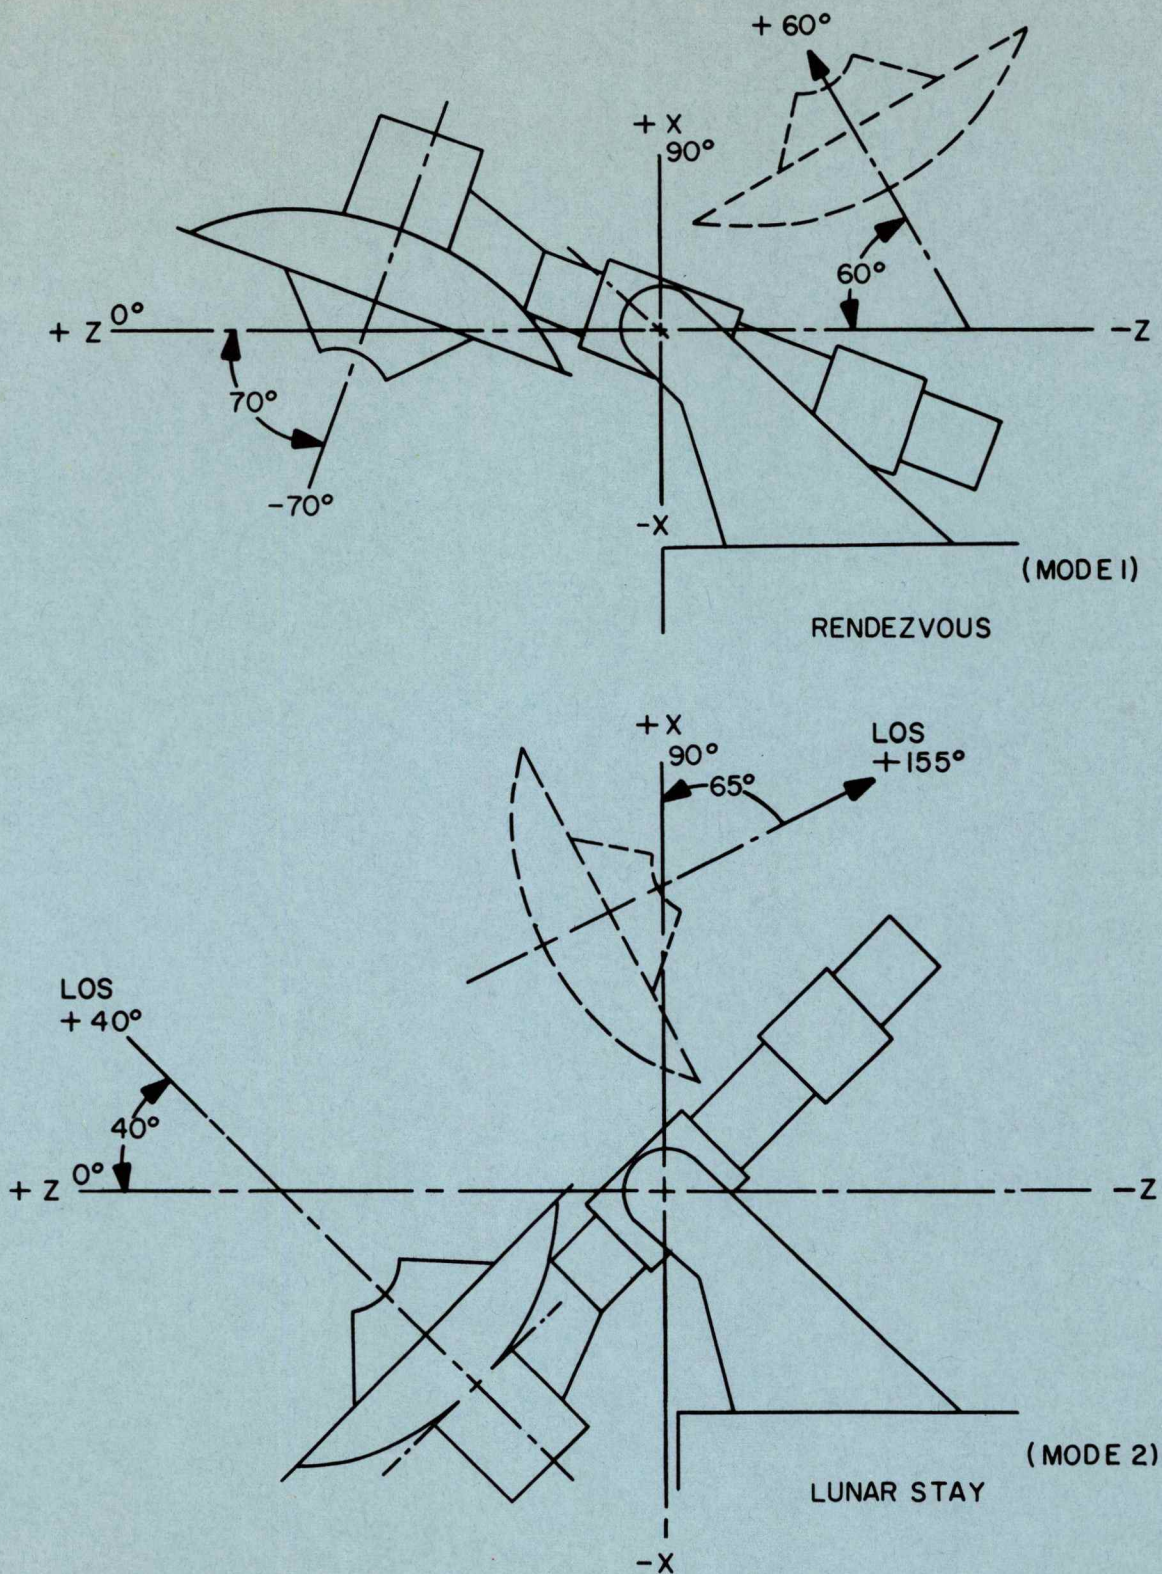 + 60°
+ X
90°
60°
+ Z 0°
-Z
70°
-70°
-X
(MODE 1)
RENDEZVOUS
+ X
90°
65°
LOS
+155°
LOS
+ 40°
40°
+ Z 0°
-Z
(MODE 2)
LUNAR STAY
-X